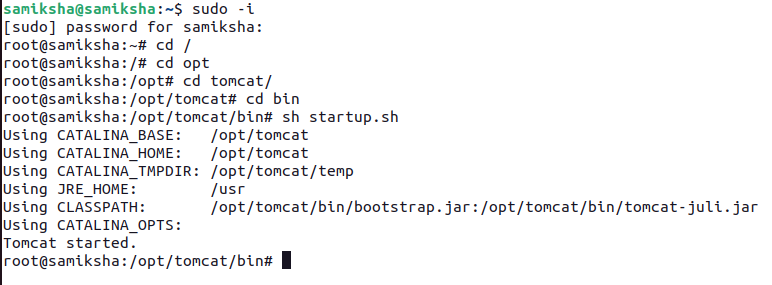 samiksha@samiksha:~$ sudo -i
[sudo] password for samiksha:
root@samiksha:~# cd /
root@samiksha:/# cd opt
root@samiksha:/opt# cd tomcat/
root@samiksha:/opt/tomcat# cd bin
root@samiksha:/opt/tomcat/bin# sh startup.sh
Using CATALINA_BASE:   /opt/tomcat
Using CATALINA_HOME:   /opt/tomcat
Using CATALINA_TMPDIR: /opt/tomcat/temp
Using JRE_HOME:        /usr
Using CLASSPATH:       /opt/tomcat/bin/bootstrap.jar:/opt/tomcat/bin/tomcat-juli.jar
Using CATALINA_OPTS:
Tomcat started.
root@samiksha:/opt/tomcat/bin#